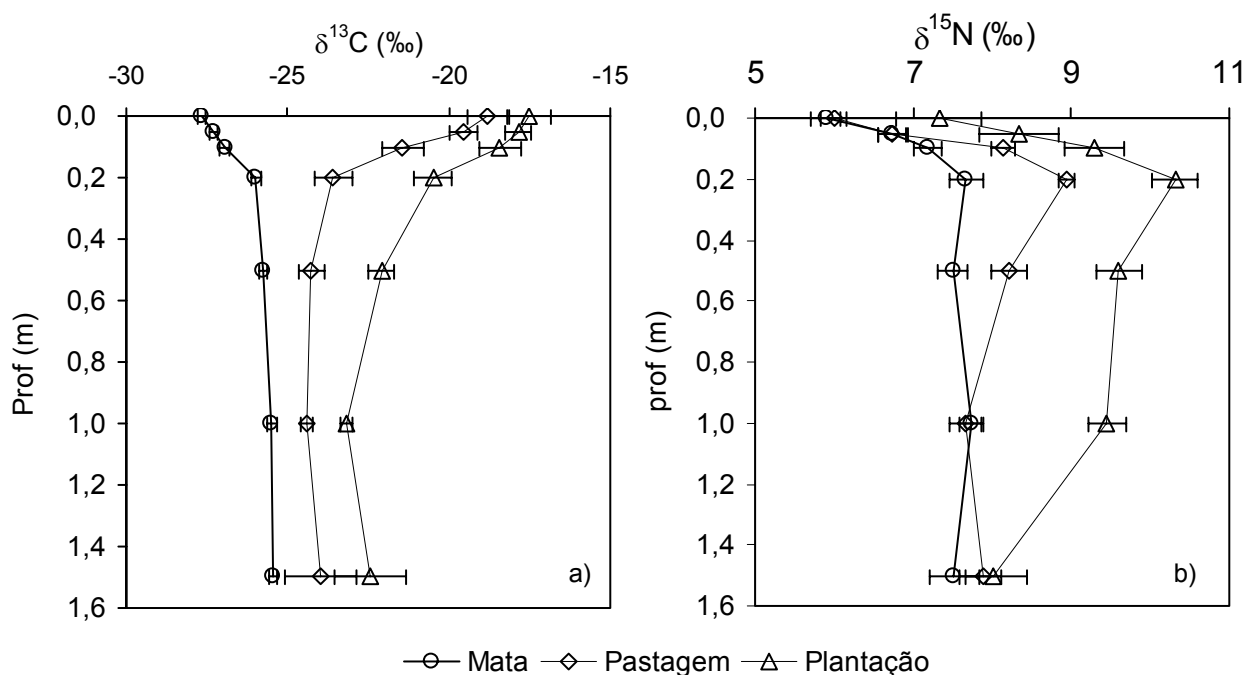 δ¹³C (‰)
-30 -25 -20 -15
0,0
0,2
0,4
0,6
0,8
1,0
1,2
1,4
1,6
Prof (m)
a)
δ¹⁵N (‰)
5 7 9 11
0,0
0,2
0,4
0,6
0,8
1,0
1,2
1,4
1,6
prof (m)
b)
Mata Pastagem Plantação